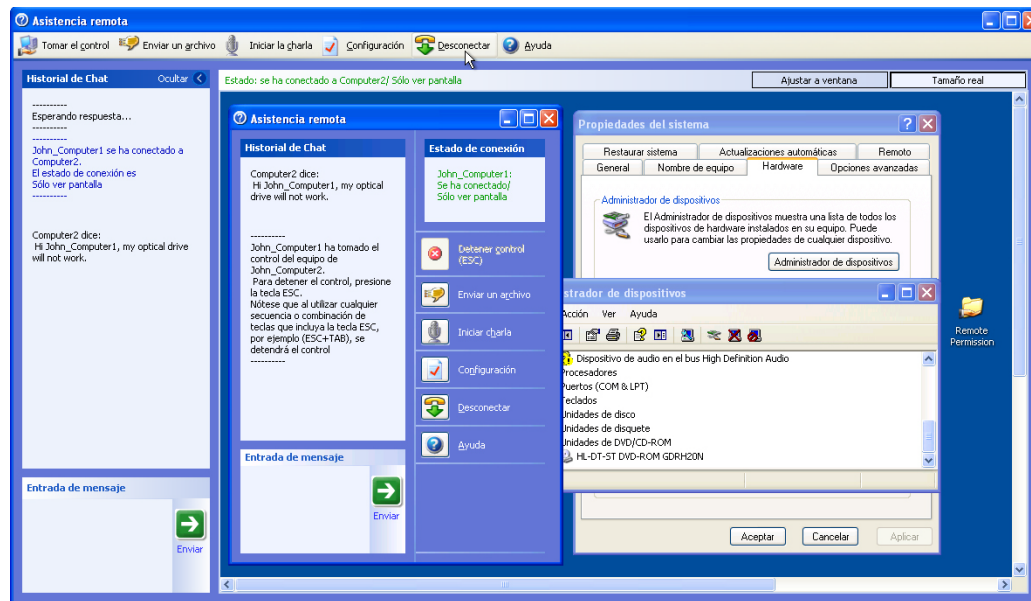 Asistencia remota
Tomar el control Enviar un archivo Iniciar la charla Configuración Desconectar Ayuda
Historial de Chat Ocultar
----------
Esperando respuesta...
----------
----------
John_Computer1 se ha conectado a
Computer2.
El estado de conexión es
Sólo ver pantalla
----------
Computer2 dice:
Hi John_Computer1, my optical drive
will not work.
Entrada de mensaje
Enviar
Estado: se ha conectado a Computer2/ Sólo ver pantalla
Ajustar a ventana Tamaño real
Asistencia remota
Historial de Chat
Computer2 dice:
Hi John_Computer1, my optical
drive will not work.
----------
John_Computer1 ha tomado el
control del equipo de
John_Computer2.
Para detener el control, presione
la tecla ESC.
Nótese que al utilizar cualquier
secuencia o combinación de
teclas que incluya la tecla ESC,
por ejemplo (ESC+TAB), se
detendrá el control
----------
Entrada de mensaje
Enviar
Estado de conexión
John_Computer1:
Se ha conectado/
Sólo ver pantalla
Detener control
(ESC)
Enviar un archivo
Iniciar charla
Configuración
Desconectar
Ayuda
Propiedades del sistema
Restaurar sistema Actualizaciones automáticas Remoto
General Nombre de equipo Hardware Opciones avanzadas
Administrador de dispositivos
El Administrador de dispositivos muestra una lista de todos los
dispositivos de hardware instalados en su equipo. Puede
usarlo para cambiar las propiedades de cualquier dispositivo.
Administrador de dispositivos
strador de dispositivos
Acción Ver Ayuda
Dispositivo de audio en el bus High Definition Audio
Procesadores
Puertos (COM & LPT)
Teclados
Unidades de disco
Unidades de disquete
Unidades de DVD/CD-ROM
HL-DT-ST DVD-ROM GDRH20N
Aceptar Cancelar Aplicar
Remote
Permission